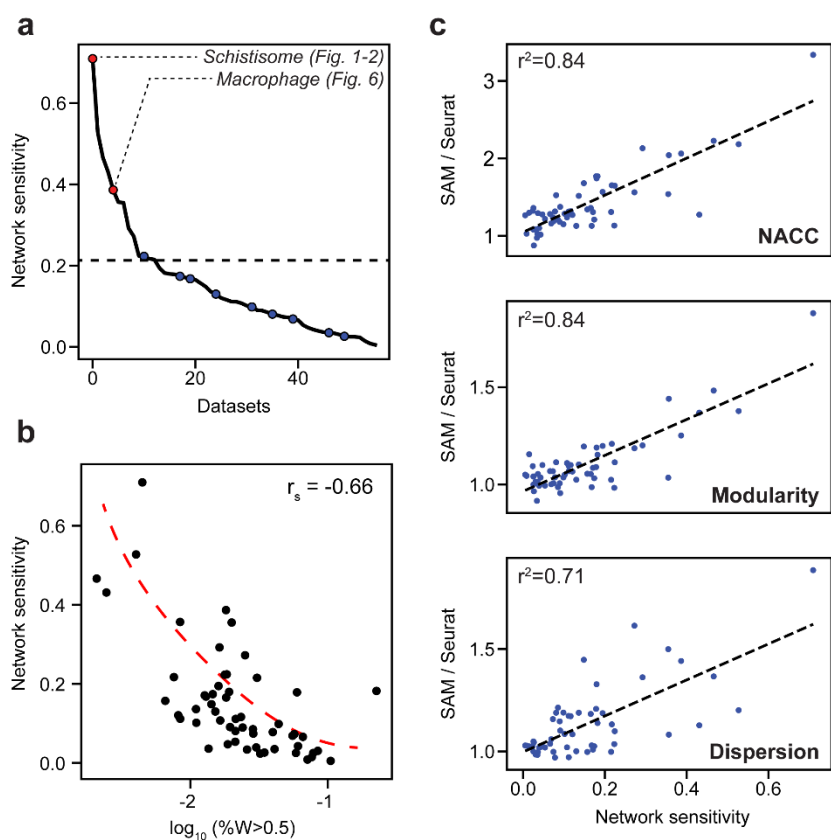 a
Schistisome (Fig. 1-2)
Macrophage (Fig. 6)
Network sensitivity
0.6
0.4
0.2
0.0
0
20
40
Datasets
b
r_s = -0.66
Network sensitivity
0.6
0.4
0.2
0.0
-2
-1
log₁₀ (%W>0.5)
c
r²=0.84
SAM / Seurat
3
2
1
NACC
r²=0.84
SAM / Seurat
1.5
1.0
Modularity
r²=0.71
SAM / Seurat
1.5
1.0
Dispersion
0.0
0.2
0.4
0.6
Network sensitivity